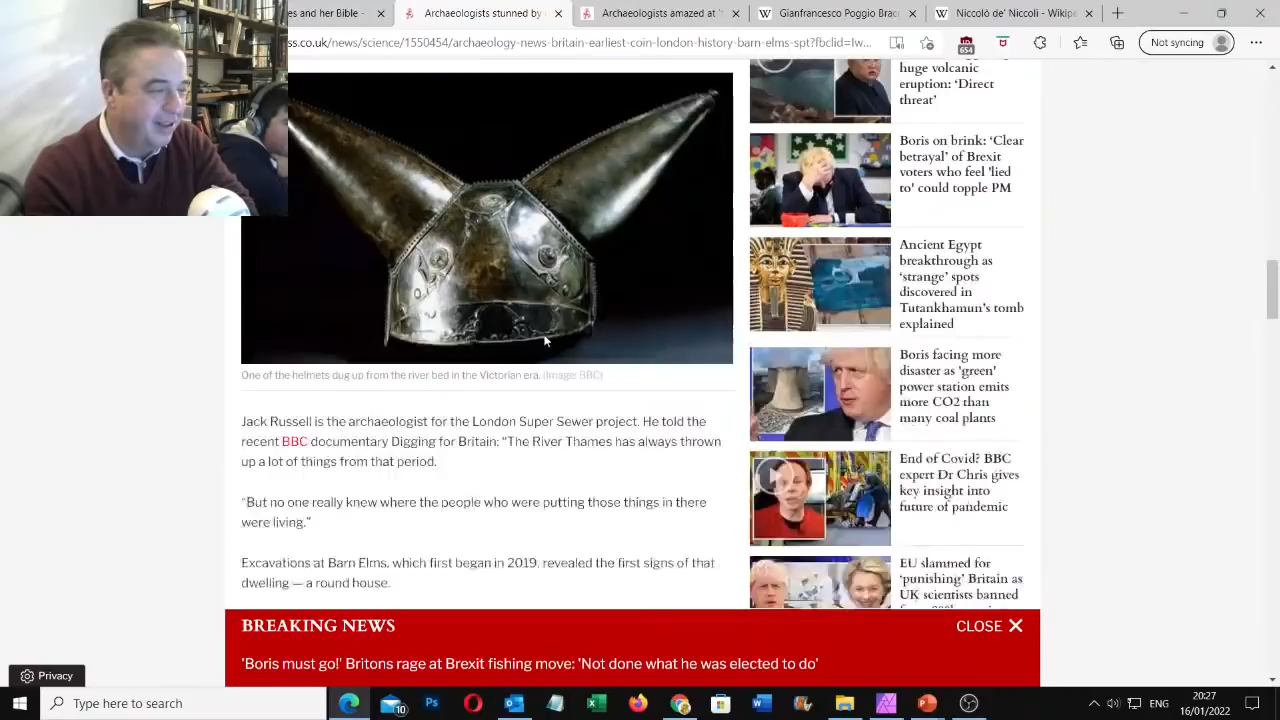 es and her Bible -
Archaeologists stunned by
Archaeologists amazed by
Gianfrancesco Poggio Brac
Niccolò de' Niccoli - Wikipe
ss.co.uk/news/science/1550454/archaeology-news-britain-earliest-coin-london-history-barn-elms-spt?fbclid=Iw...
654
Not syncing
huge volcanic
eruption: 'Direct
threat'
Boris on brink: 'Clear
betrayal' of Brexit
voters who feel 'lied
to' could topple PM
Ancient Egypt
breakthrough as
'strange' spots
discovered in
Tutankhamun's tomb
explained
Boris facing more
disaster as 'green'
power station emits
more CO2 than
many coal plants
End of Covid? BBC
expert Dr Chris gives
key insight into
future of pandemic
EU slammed for
'punishing' Britain as
UK scientists banned
One of the helmets dug up from the river bed in the Victorian era. (Image: BBC)
Jack Russell is the archaeologist for the London Super Sewer project. He told the
recent BBC documentary Digging for Britain: "The River Thames has always thrown
up a lot of things from that period.
"But no one really knew where the people who were putting those things in there
were living."
Excavations at Barn Elms, which first began in 2019, revealed the first signs of that
dwelling — a round house.
BREAKING NEWS
CLOSE
'Boris must go!' Britons rage at Brexit fishing move: 'Not done what he was elected to do'
Privacy
Type here to search
10
ENG
20:27
16/01/2022